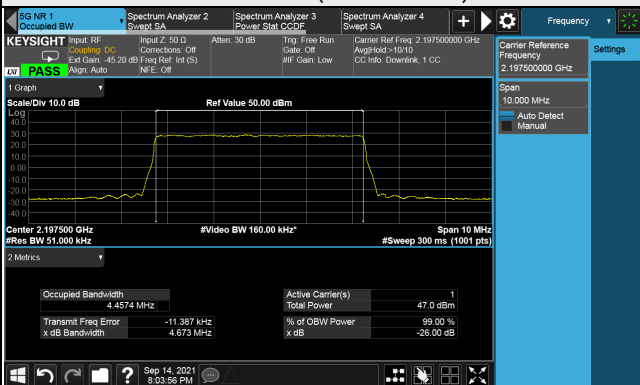 5G NR 1
Occupied BW
Spectrum Analyzer 2
Swept SA
Spectrum Analyzer 3
Power Stat CCDF
Spectrum Analyzer 4
Swept SA
Frequency
KEYSIGHT
Input: RF
Coupling: DC
Ext Gain: -45.20 dB
Align: Auto
Input Z: 50 Ω
Corrections: Off
Freq Ref: Int (S)
NFE: Off
Atten: 30 dB
Trig: Free Run
Gate: Off
#IF Gain: Low
Carrier Ref Freq: 2.197500000 GHz
Avg|Hold:>10/10
CC Info: Downlink, 1 CC
LXI
PASS
Carrier Reference
Frequency
2.197500000 GHz
Settings
Span
10.000 MHz
Auto Detect
Manual
1 Graph
Scale/Div 10.0 dB
Ref Value 50.00 dBm
Log
40.0
30.0
20.0
10.0
0.00
-10.0
-20.0
-30.0
-40.0
Center 2.197500 GHz
#Video BW 160.00 kHz*
Span 10 MHz
#Res BW 51.000 kHz
#Sweep 300 ms (1001 pts)
2 Metrics
Occupied Bandwidth
4.4574 MHz
Active Carrier(s) 1
Total Power 47.0 dBm
Transmit Freq Error -11.387 kHz
x dB Bandwidth 4.673 MHz
% of OBW Power 99.00 %
x dB -26.00 dB
Sep 14, 2021
8:03:56 PM